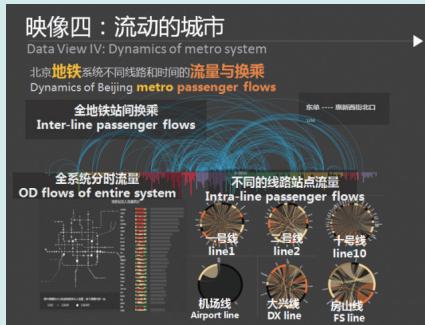 映像四：流动的城市
Data View IV: Dynamics of metro system
北京地铁系统不同线路和时间的流量与换乘
Dynamics of Beijing metro passenger flows
全地铁站间换乘
Inter-line passenger flows
东单 ---- 惠新西街北口
全系统分时流量
OD flows of entire system
不同的线路站点流量
Intra-line passenger flows
一号线
line1
二号线
line2
十号线
line10
机场线
Airport line
大兴线
DX line
房山线
FS line